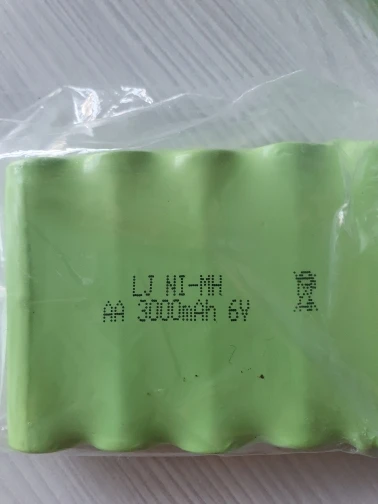 LJ NI-MH
AA 3000mAh 6V